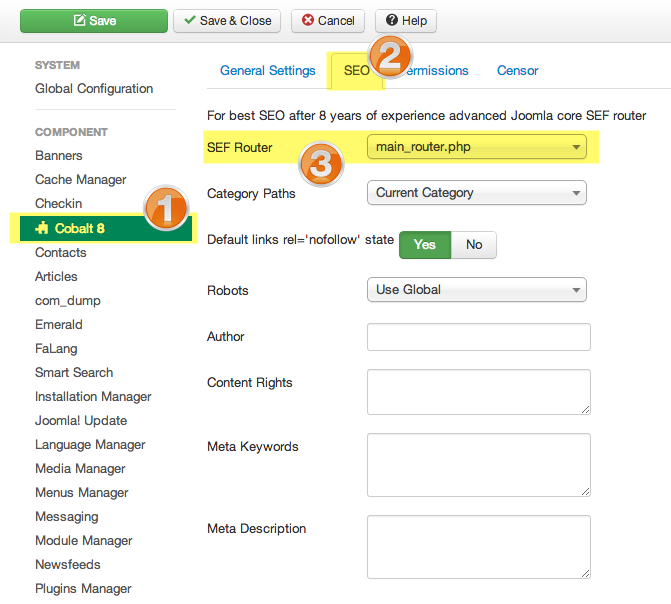 Save
Save & Close
Cancel
Help
SYSTEM
Global Configuration
COMPONENT
Banners
Cache Manager
Checkin
Cobalt 8
Contacts
Articles
com_dump
Emerald
FaLang
Smart Search
Installation Manager
Joomla! Update
Language Manager
Media Manager
Menus Manager
Messaging
Module Manager
Newsfeeds
Plugins Manager
1
General Settings
SEO
2
ermissions
Censor
For best SEO after 8 years of experience advanced Joomla core SEF router
SEF Router
main_router.php
3
Category Paths
Current Category
Default links rel='nofollow' state
Yes
No
Robots
Use Global
Author
Content Rights
Meta Keywords
Meta Description